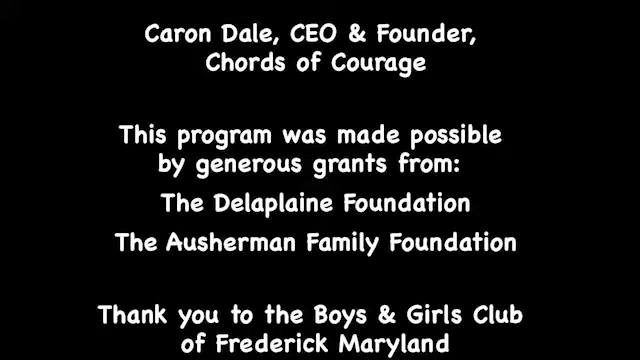 Caron Dale, CEO & Founder,
Chords of Courage
This program was made possible
by generous grants from:
The Delaplaine Foundation
The Ausherman Family Foundation
Thank you to the Boys & Girls Club
of Frederick Maryland